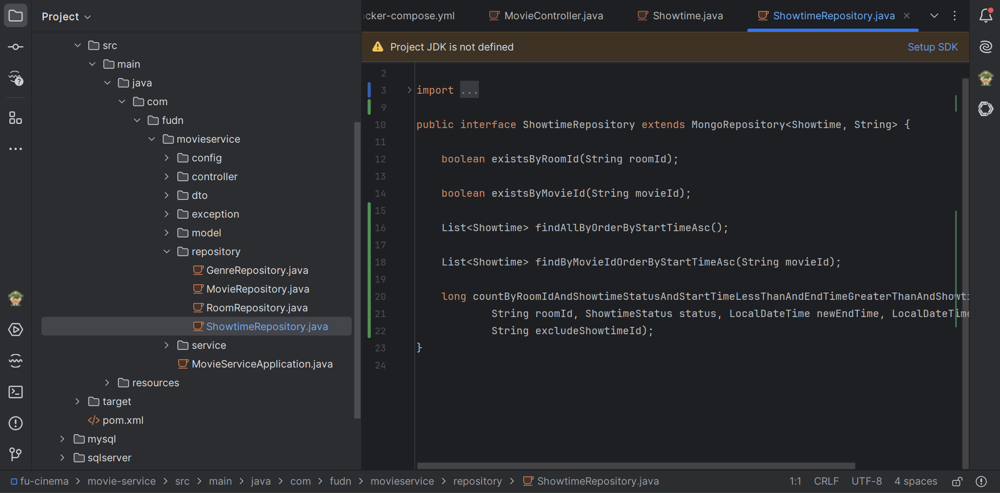 Project
src
main
java
com
fudn
movieservice
config
controller
dto
exception
model
repository
GenreRepository.java
MovieRepository.java
RoomRepository.java
ShowtimeRepository.java
service
MovieServiceApplication.java
resources
target
</> pom.xml
mysql
sqlserver
cker-compose.yml MovieController.java Showtime.java ShowtimeRepository.java
Project JDK is not defined Setup SDK
2
3 import ...
9
10 public interface ShowtimeRepository extends MongoRepository<Showtime, String> {
11
12 boolean existsByRoomId(String roomId);
13
14 boolean existsByMovieId(String movieId);
15
16 List<Showtime> findAllByOrderByStartTimeAsc();
17
18 List<Showtime> findByMovieIdOrderByStartTimeAsc(String movieId);
19
20 long countByRoomIdAndShowtimeStatusAndStartTimeLessThanAndEndTimeGreaterThanAndShowti
21 String roomId, ShowtimeStatus status, LocalDateTime newEndTime, LocalDateTime
22 String excludeShowtimeId);
23 }
24
fu-cinema > movie-service > src > main > java > com > fudn > movieservice > repository > ShowtimeRepository.java 1:1 CRLF UTF-8 4 spaces